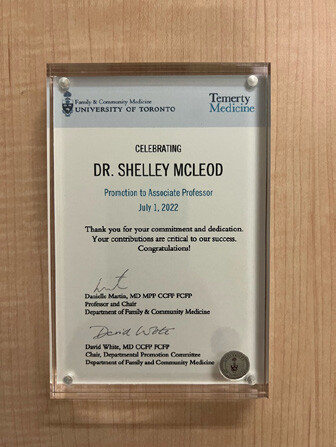 Family & Community Medicine
UNIVERSITY OF TORONTO
Temerty
Medicine
CELEBRATING
DR. SHELLEY MCLEOD
Promotion to Associate Professor
July 1, 2022
Thank you for your commitment and dedication.
Your contributions are critical to our success.
Congratulations!
Danielle Martin, MD MPP CCFP FCFP
Professor and Chair
Department of Family & Community Medicine
David White
David White, MD CCFP FCFP
Chair, Departmental Promotion Committee
Department of Family and Community Medicine